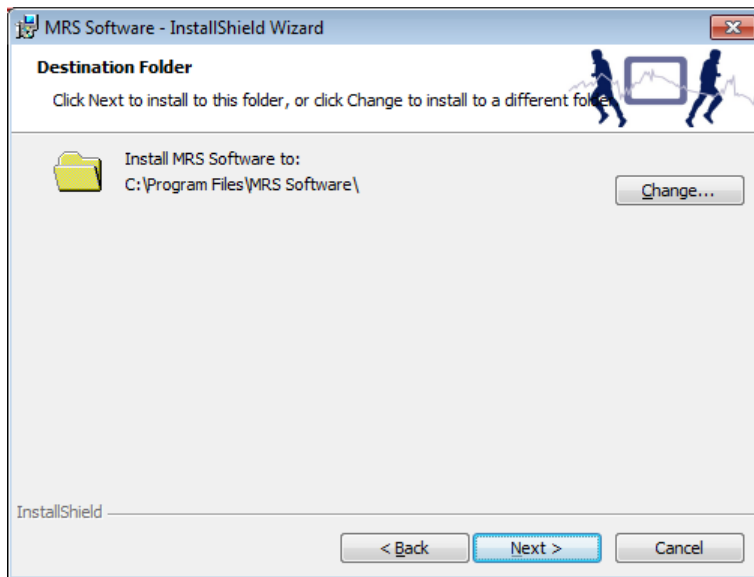 MRS Software - InstallShield Wizard
Destination Folder
Click Next to install to this folder, or click Change to install to a different folder.
Install MRS Software to:
C:\Program Files\MRS Software\
Change...
InstallShield
< Back
Next >
Cancel